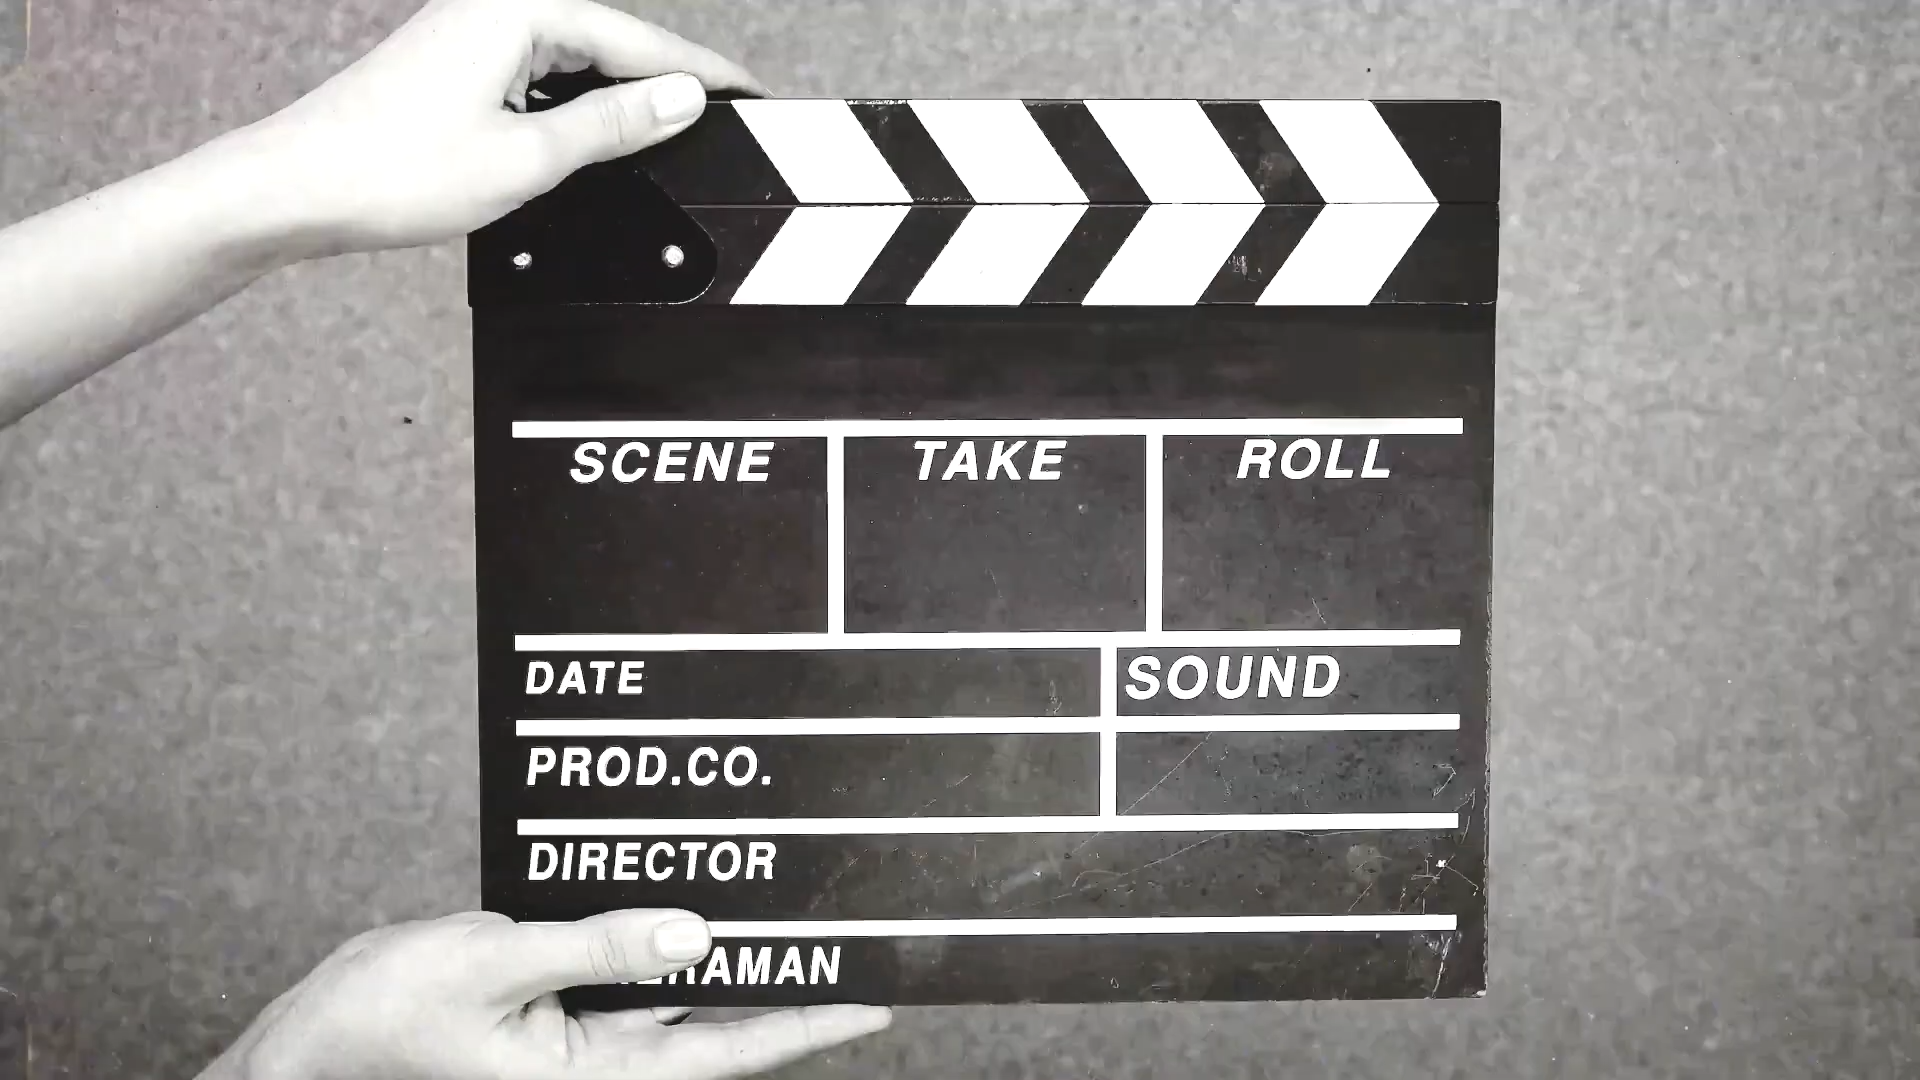 SCENE TAKE ROLL
DATE SOUND
PROD.CO.
DIRECTOR